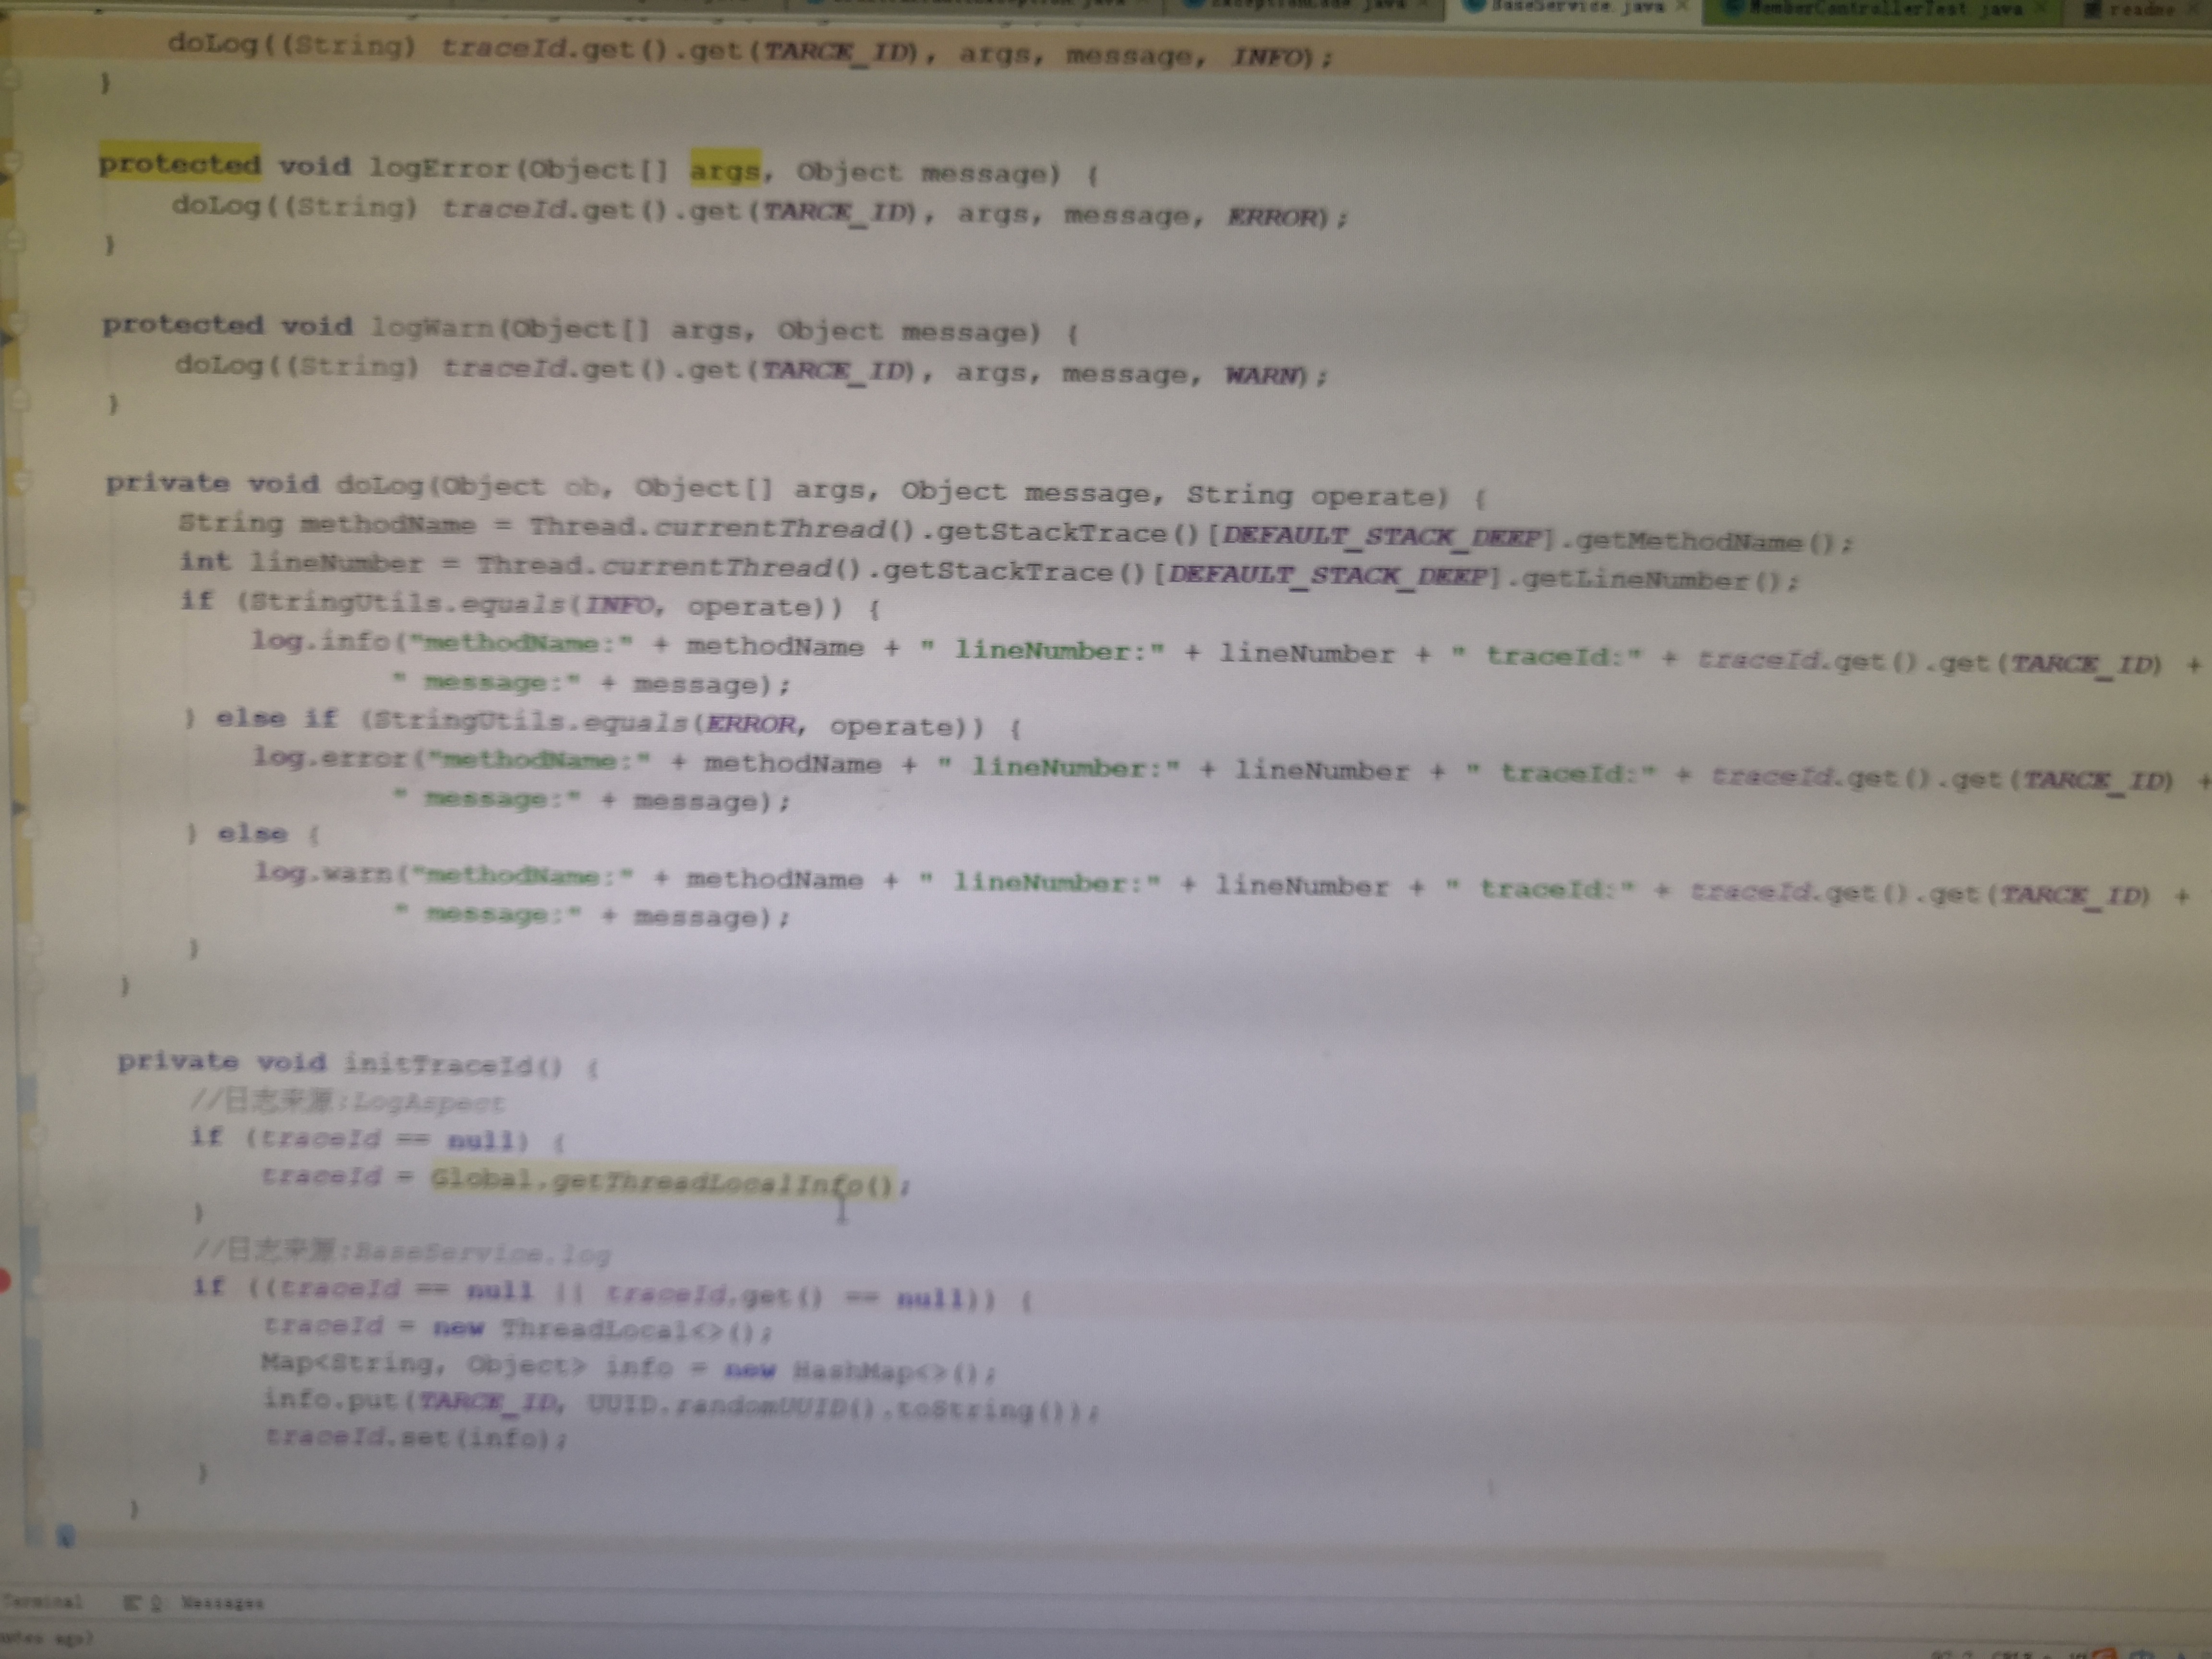 BaseService.java
MemberControllerTest.java
readme
doLog((String) traceId.get().get(TARCE_ID), args, message, INFO);
}
protected void logError(Object[] args, Object message) {
doLog((String) traceId.get().get(TARCE_ID), args, message, ERROR);
}
protected void logWarn(Object[] args, Object message) {
doLog((String) traceId.get().get(TARCE_ID), args, message, WARN);
}
private void doLog(Object ob, Object[] args, Object message, String operate) {
String methodName = Thread.currentThread().getStackTrace()[DEFAULT_STACK_DEEP].getMethodName();
int lineNumber = Thread.currentThread().getStackTrace()[DEFAULT_STACK_DEEP].getLineNumber();
if (StringUtils.equals(INFO, operate)) {
log.info("methodName:" + methodName + " lineNumber:" + lineNumber + " traceId:" + traceId.get().get(TARCE_ID) +
" message:" + message);
} else if (StringUtils.equals(ERROR, operate)) {
log.error("methodName:" + methodName + " lineNumber:" + lineNumber + " traceId:" + traceId.get().get(TARCE_ID) +
" message:" + message);
} else {
log.warn("methodName:" + methodName + " lineNumber:" + lineNumber + " traceId:" + traceId.get().get(TARCE_ID) +
" message:" + message);
}
}
private void initTraceId() {
//日志来源:LogAspect
if (traceId == null) {
traceId = Global.getThreadLocalInfo();
}
//日志来源:BaseService.log
if ((traceId == null || traceId.get() == null)) {
traceId = new ThreadLocal<>();
Map<String, Object> info = new HashMap<>();
info.put(TARCE_ID, UUID.randomUUID().toString());
traceId.set(info);
}
}
Terminal
0 Messages
ago)